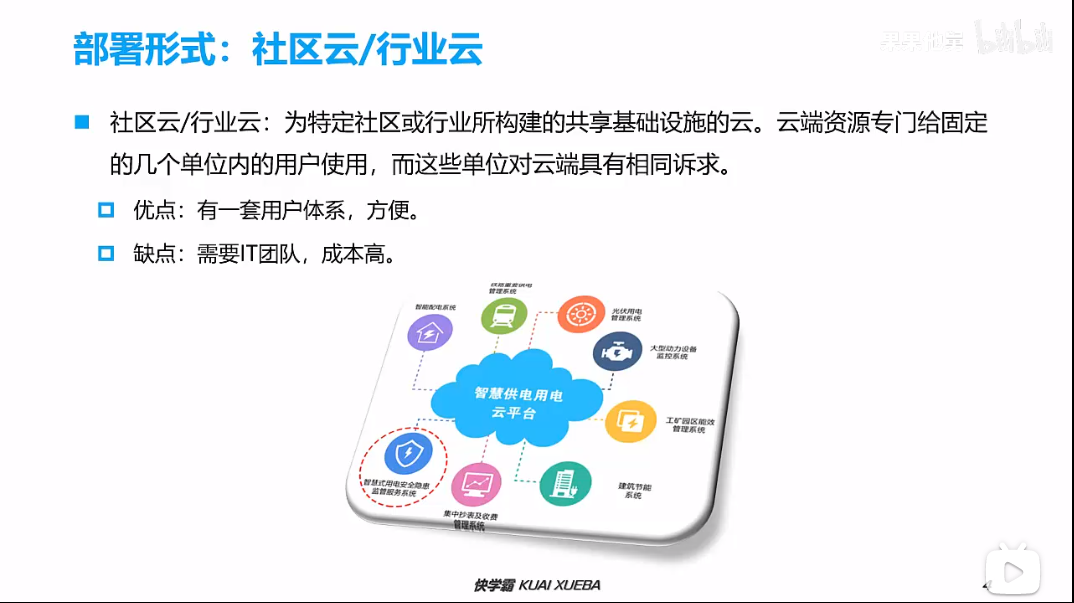 部署形式：社区云/行业云
bilibili
社区云/行业云：为特定社区或行业所构建的共享基础设施的云。云端资源专门给固定
的几个单位内的用户使用，而这些单位对云端具有相同诉求。
优点：有一套用户体系，方便。
缺点：需要IT团队，成本高。
管理系统
智能配电系统
光伏用电
管理系统
大型动力设备
监控系统
智慧供电用电
云平台
工矿园区能效
管理系统
智慧式用电安全隐患
监管服务系统
建筑节能
系统
集中抄表及收费
管理系统
快学霸 KUAI XUEBA